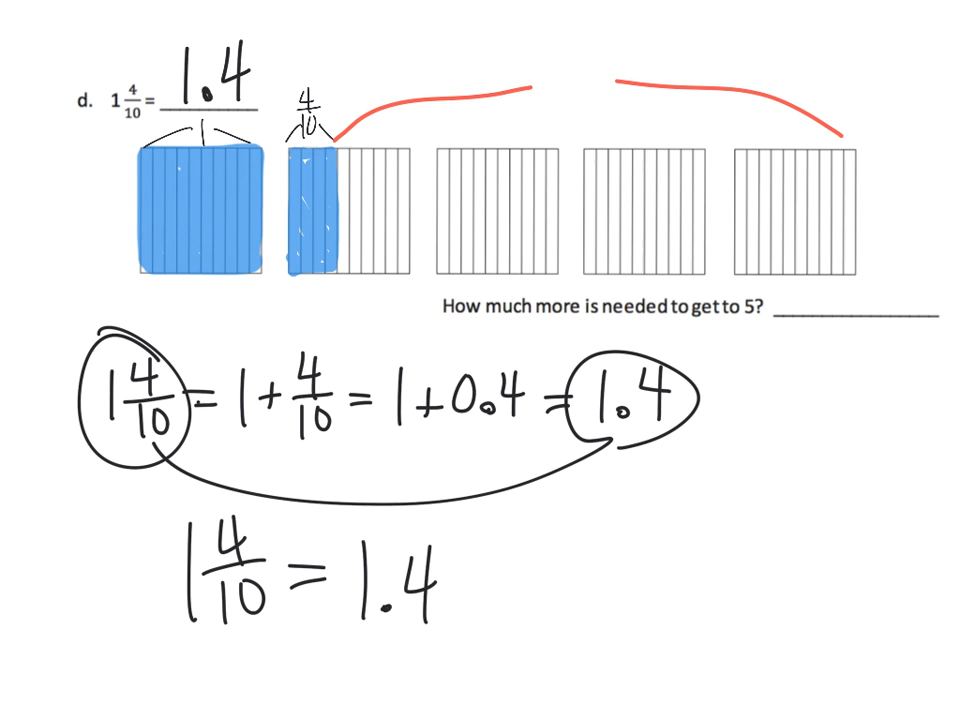 d. 1 4/10 = 1.4
1
4/10
How much more is needed to get to 5? ____
1 4/10 = 1 + 4/10 = 1 + 0.4 = 1.4
1 4/10 = 1.4